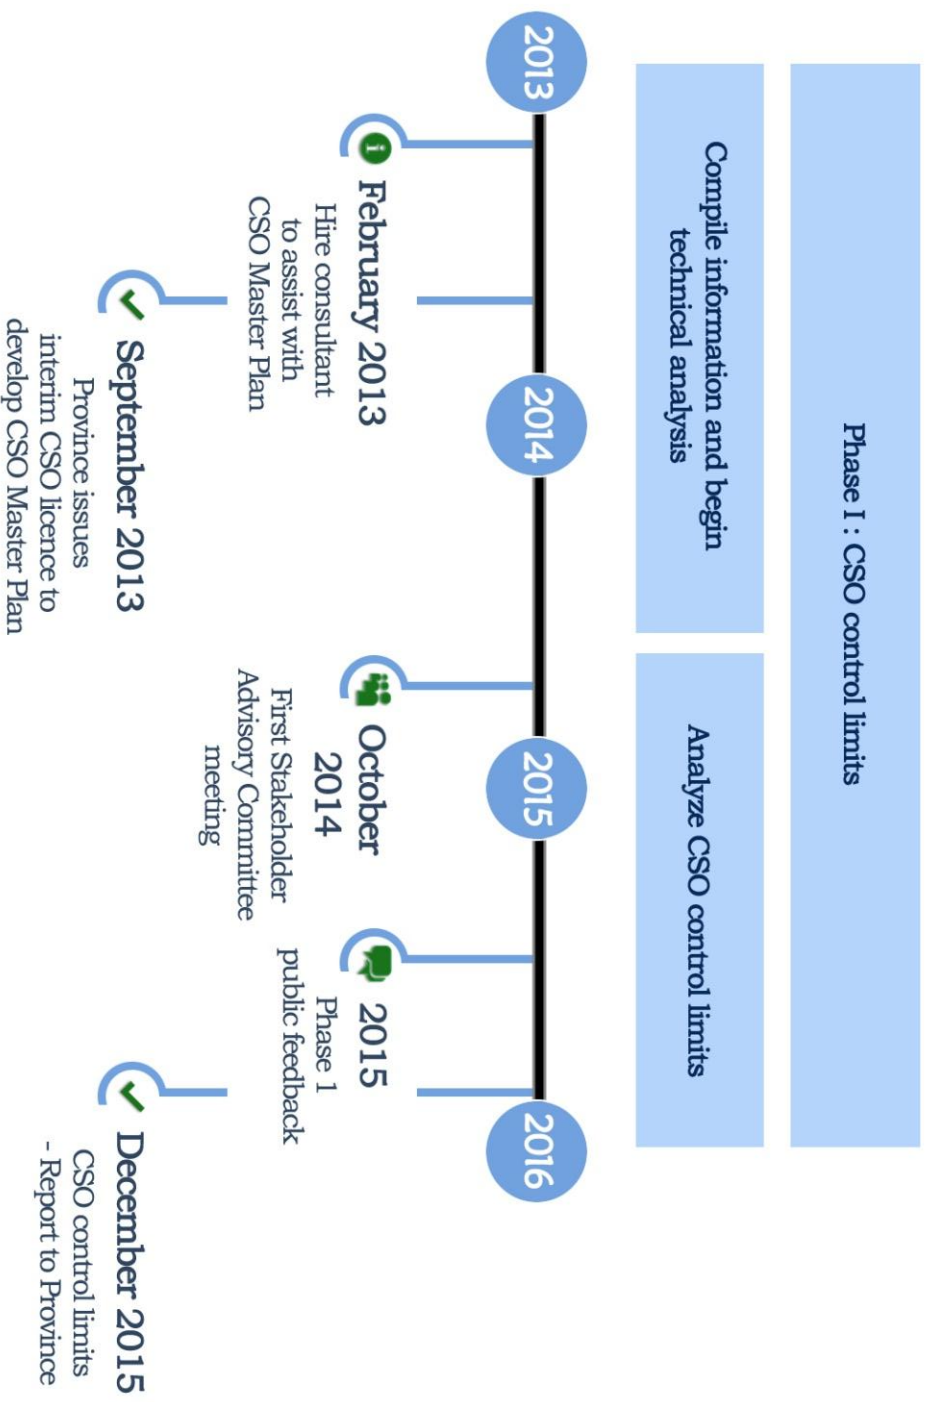 Phase I : CSO control limits
Compile information and begin
technical analysis
Analyze CSO control limits
2013
2014
2015
2016
February 2013
Hire consultant
to assist with
CSO Master Plan
September 2013
Province issues
interim CSO licence to
develop CSO Master Plan
October
2014
First Stakeholder
Advisory Committee
meeting
2015
Phase 1
public feedback
December 2015
CSO control limits
- Report to Province